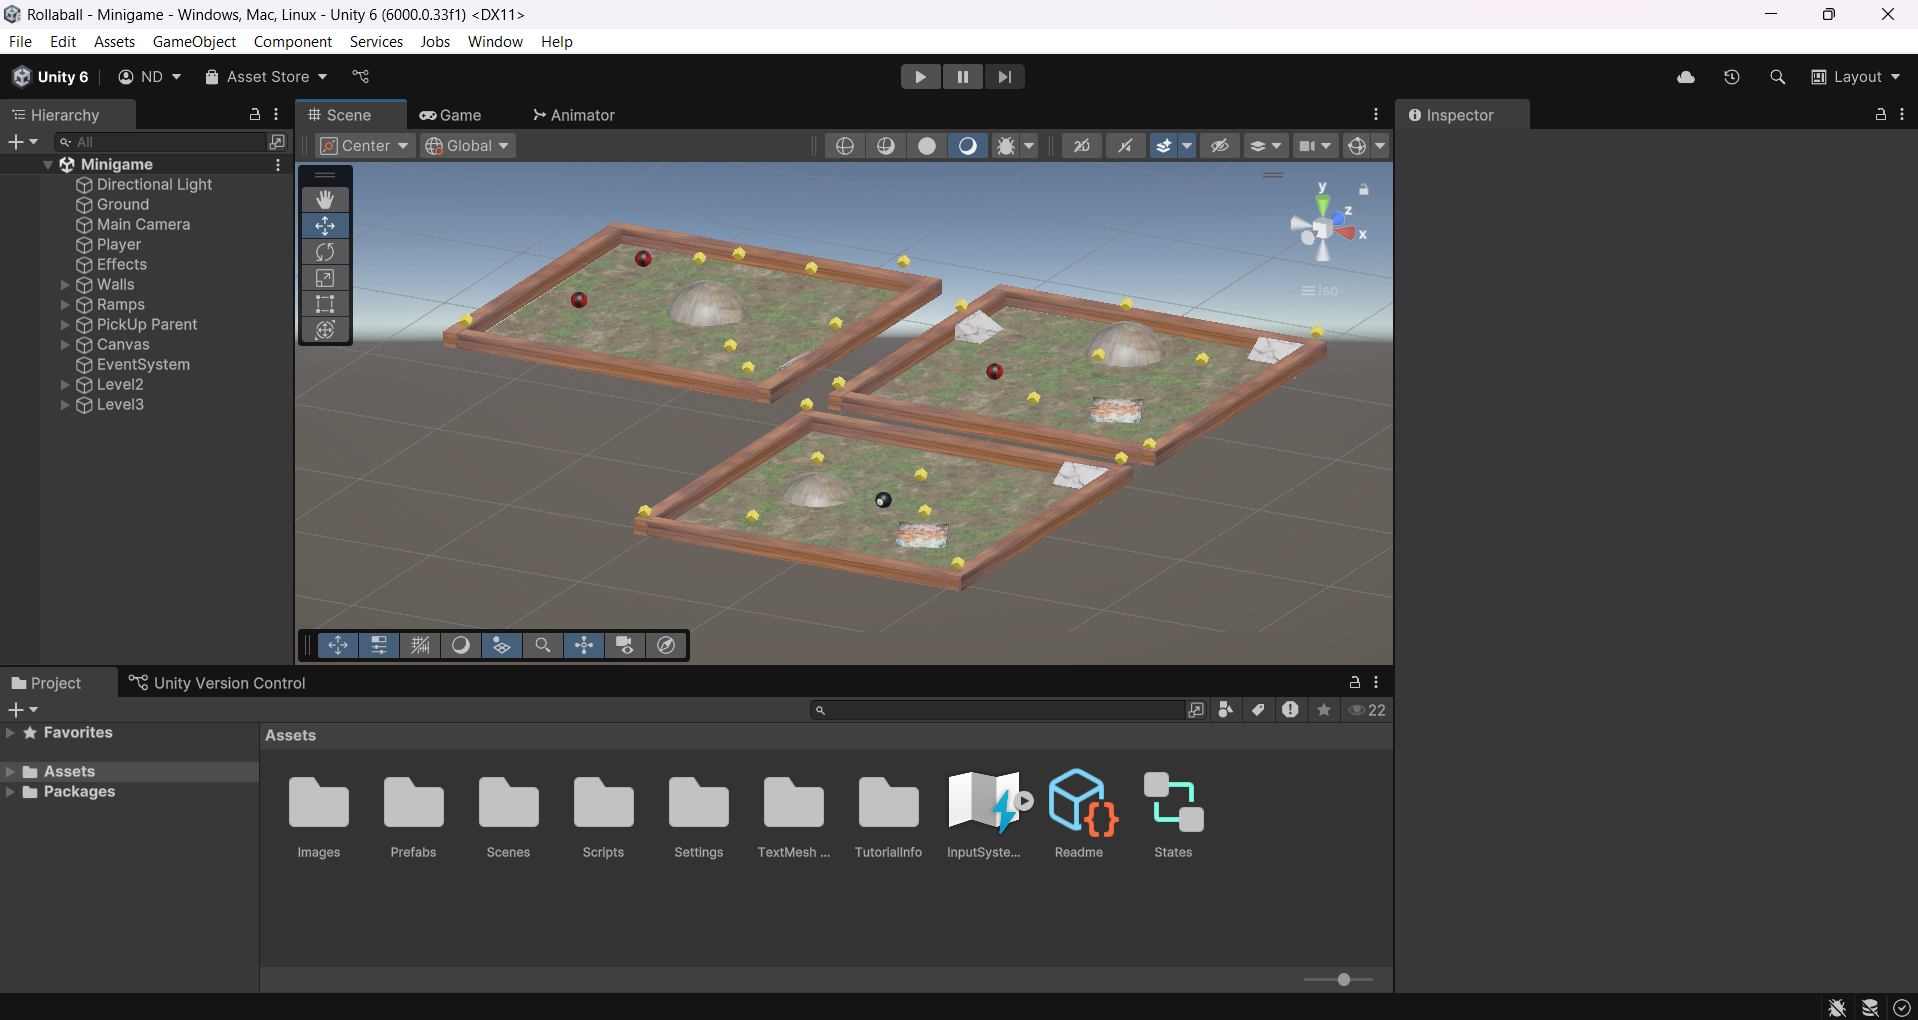 Rollaball - Minigame - Windows, Mac, Linux - Unity 6 (6000.0.33f1) <DX11>
File Edit Assets GameObject Component Services Jobs Window Help
Unity 6 ND Asset Store Layout
Hierarchy
All
Minigame
Directional Light
Ground
Main Camera
Player
Effects
Walls
Ramps
PickUp Parent
Canvas
EventSystem
Level2
Level3
Scene Game Animator
Center Global 2D
y
z
x
Iso
Inspector
Project Unity Version Control
22
Favorites
Assets
Packages
Assets
Images Prefabs Scenes Scripts Settings TextMesh ... TutorialInfo InputSyste... Readme States